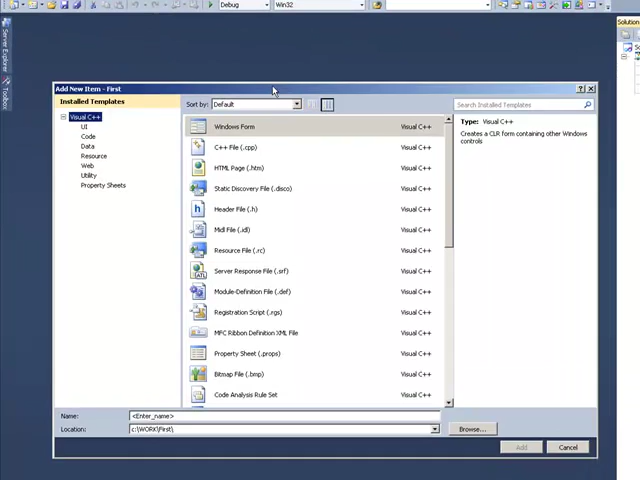 Debug
Win32
Server Explorer
Toolbox
Solution
Add New Item - First
Installed Templates
Sort by:
Default
Search Installed Templates
Visual C++
UI
Code
Data
Resource
Web
Utility
Property Sheets
Windows Form Visual C++
C++ File (.cpp) Visual C++
HTML Page (.htm) Visual C++
Static Discovery File (.disco) Visual C++
Header File (.h) Visual C++
Midl File (.idl) Visual C++
Resource File (.rc) Visual C++
Server Response File (.srf) Visual C++
Module-Definition File (.def) Visual C++
Registration Script (.rgs) Visual C++
MFC Ribbon Definition XML File Visual C++
Property Sheet (.props) Visual C++
Bitmap File (.bmp) Visual C++
Code Analysis Rule Set Visual C++
Type: Visual C++
Creates a CLR form containing other Windows
controls
Name:
<Enter_name>
Location:
c:\WORK\First\
Browse...
Add
Cancel